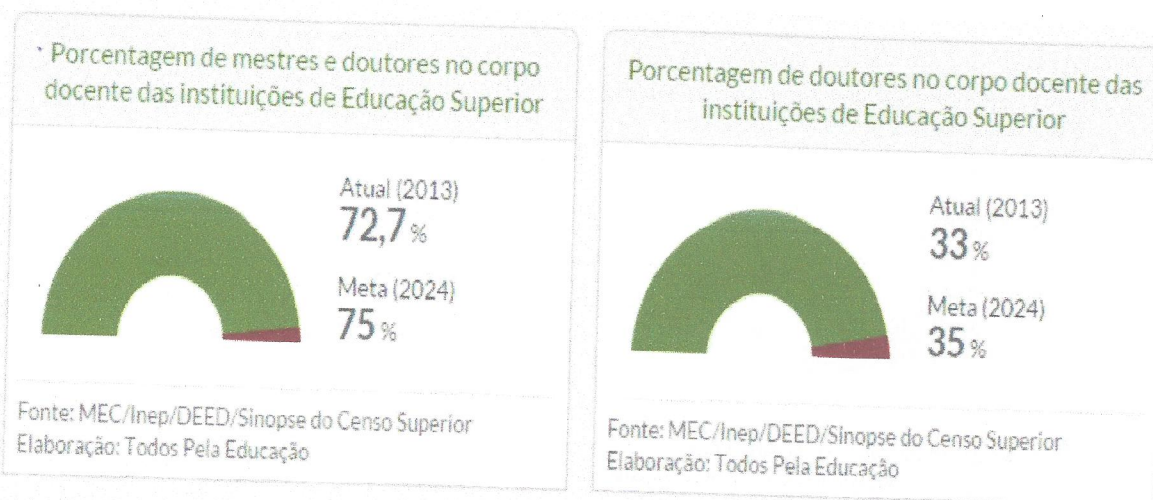 Porcentagem de mestres e doutores no corpo
docente das instituições de Educação Superior
Atual (2013)
72,7 %
Meta (2024)
75 %
Fonte: MEC/Inep/DEED/Sinopse do Censo Superior
Elaboração: Todos Pela Educação
Porcentagem de doutores no corpo docente das
instituições de Educação Superior
Atual (2013)
33 %
Meta (2024)
35 %
Fonte: MEC/Inep/DEED/Sinopse do Censo Superior
Elaboração: Todos Pela Educação